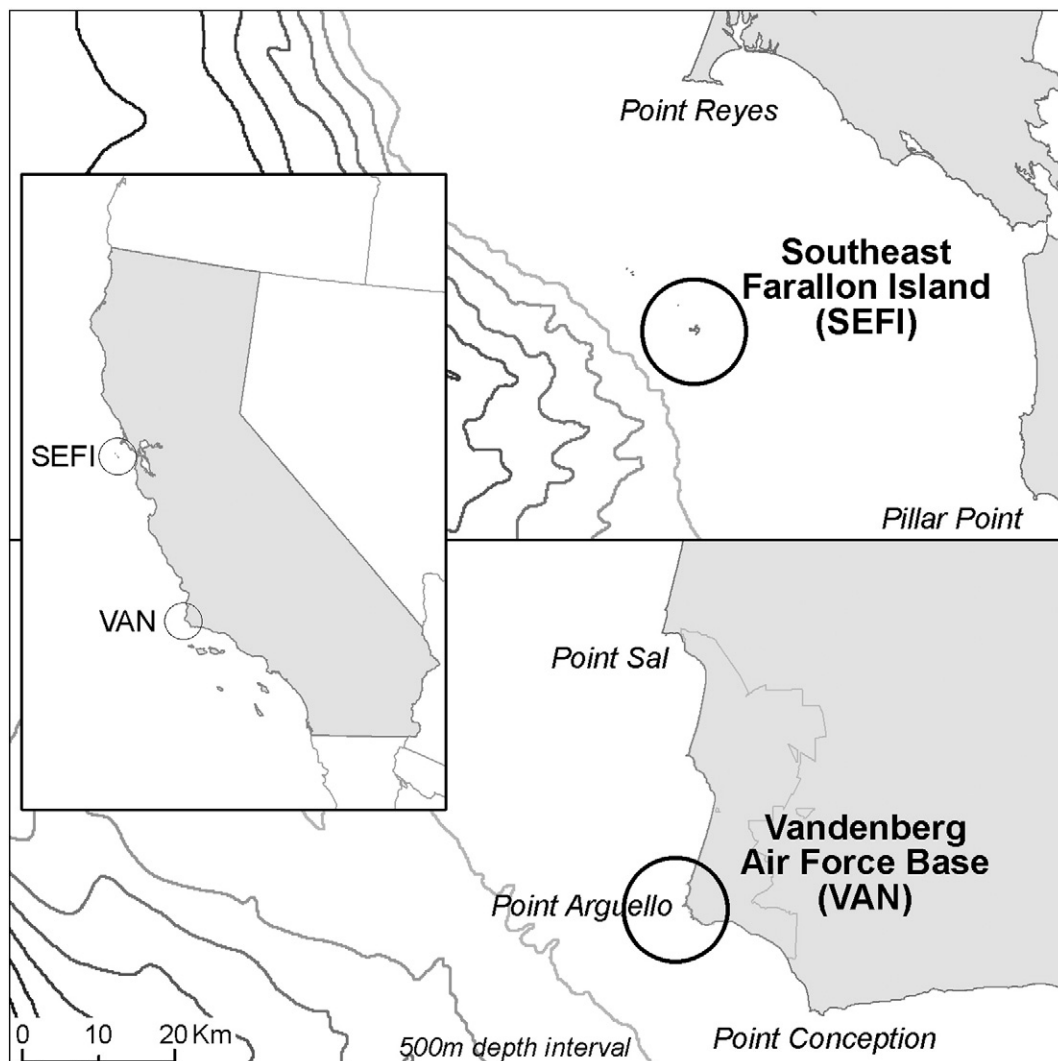 Point Reyes
Southeast
Farallon Island
(SEFI)
SEFI
Pillar Point
VAN
Point Sal
Vandenberg
Air Force Base
(VAN)
Point Arguello
0 10 20 Km
500m depth interval
Point Conception